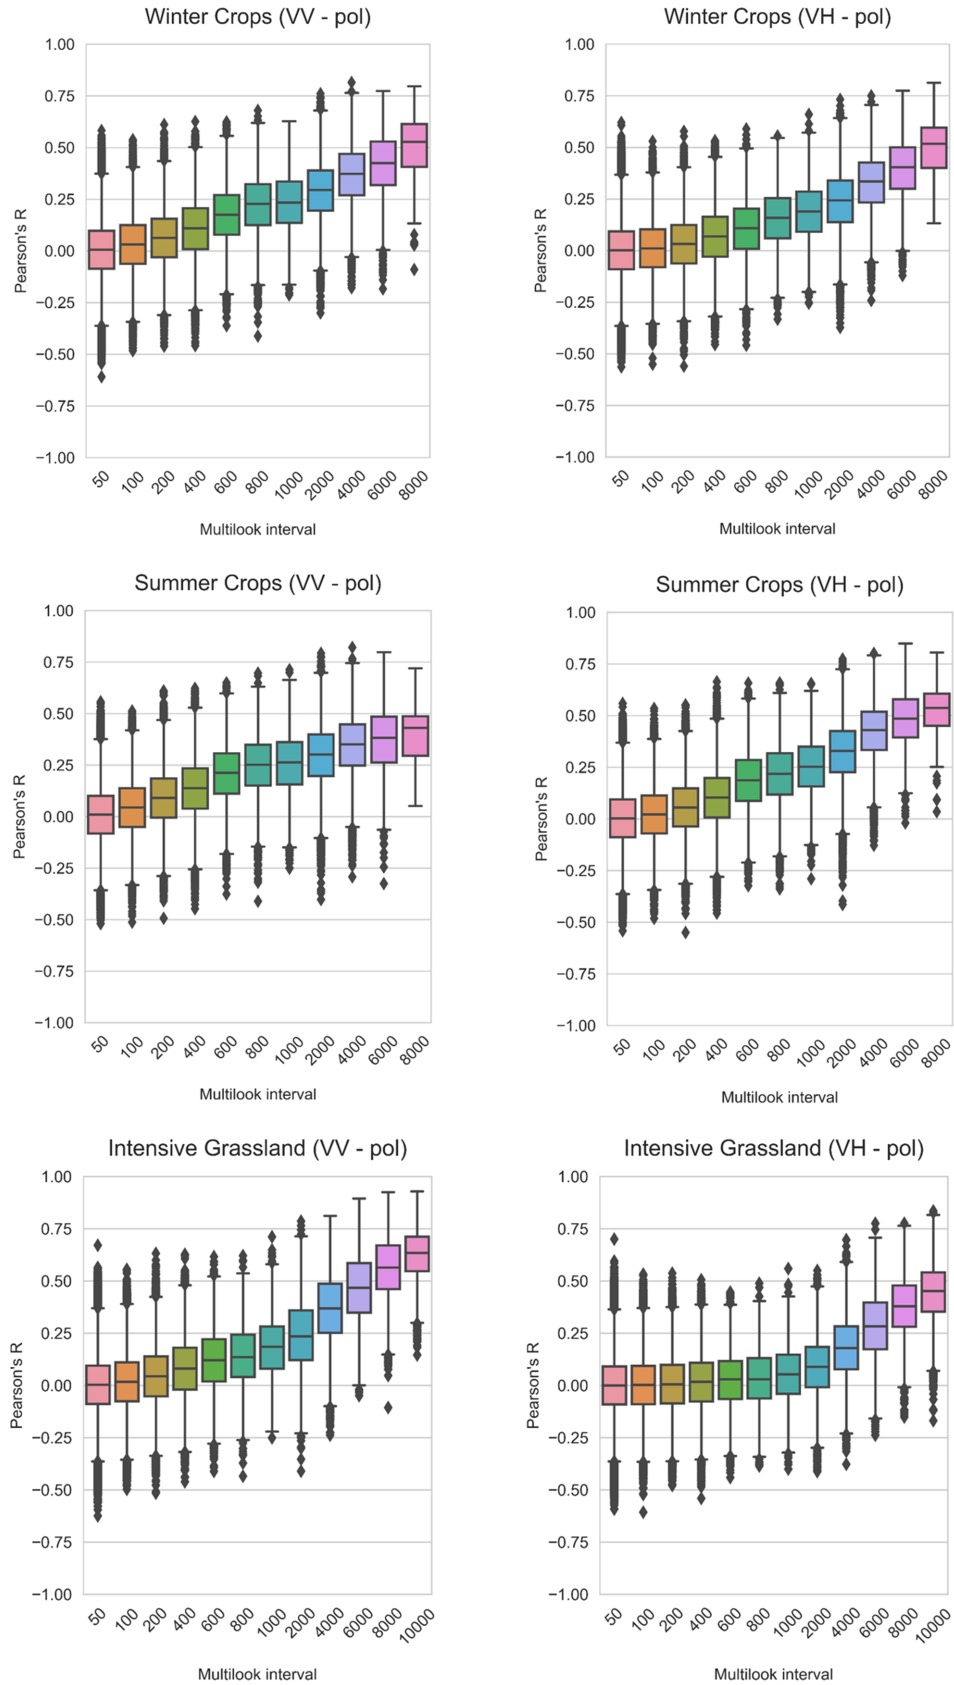 Winter Crops (VV - pol)
1.00
0.75
0.50
0.25
0.00
−0.25
−0.50
−0.75
−1.00
Pearson's R
50 100 200 400 600 800 1000 2000 4000 6000 8000
Multilook interval
Winter Crops (VH - pol)
1.00
0.75
0.50
0.25
0.00
−0.25
−0.50
−0.75
−1.00
Pearson's R
50 100 200 400 600 800 1000 2000 4000 6000 8000
Multilook interval
Summer Crops (VV - pol)
1.00
0.75
0.50
0.25
0.00
−0.25
−0.50
−0.75
−1.00
Pearson's R
50 100 200 400 600 800 1000 2000 4000 6000 8000
Multilook interval
Summer Crops (VH - pol)
1.00
0.75
0.50
0.25
0.00
−0.25
−0.50
−0.75
−1.00
Pearson's R
50 100 200 400 600 800 1000 2000 4000 6000 8000
Multilook interval
Intensive Grassland (VV - pol)
1.00
0.75
0.50
0.25
0.00
−0.25
−0.50
−0.75
−1.00
Pearson's R
50 100 200 400 600 800 1000 2000 4000 6000 8000 10000
Multilook interval
Intensive Grassland (VH - pol)
1.00
0.75
0.50
0.25
0.00
−0.25
−0.50
−0.75
−1.00
Pearson's R
50 100 200 400 600 800 1000 2000 4000 6000 8000 10000
Multilook interval